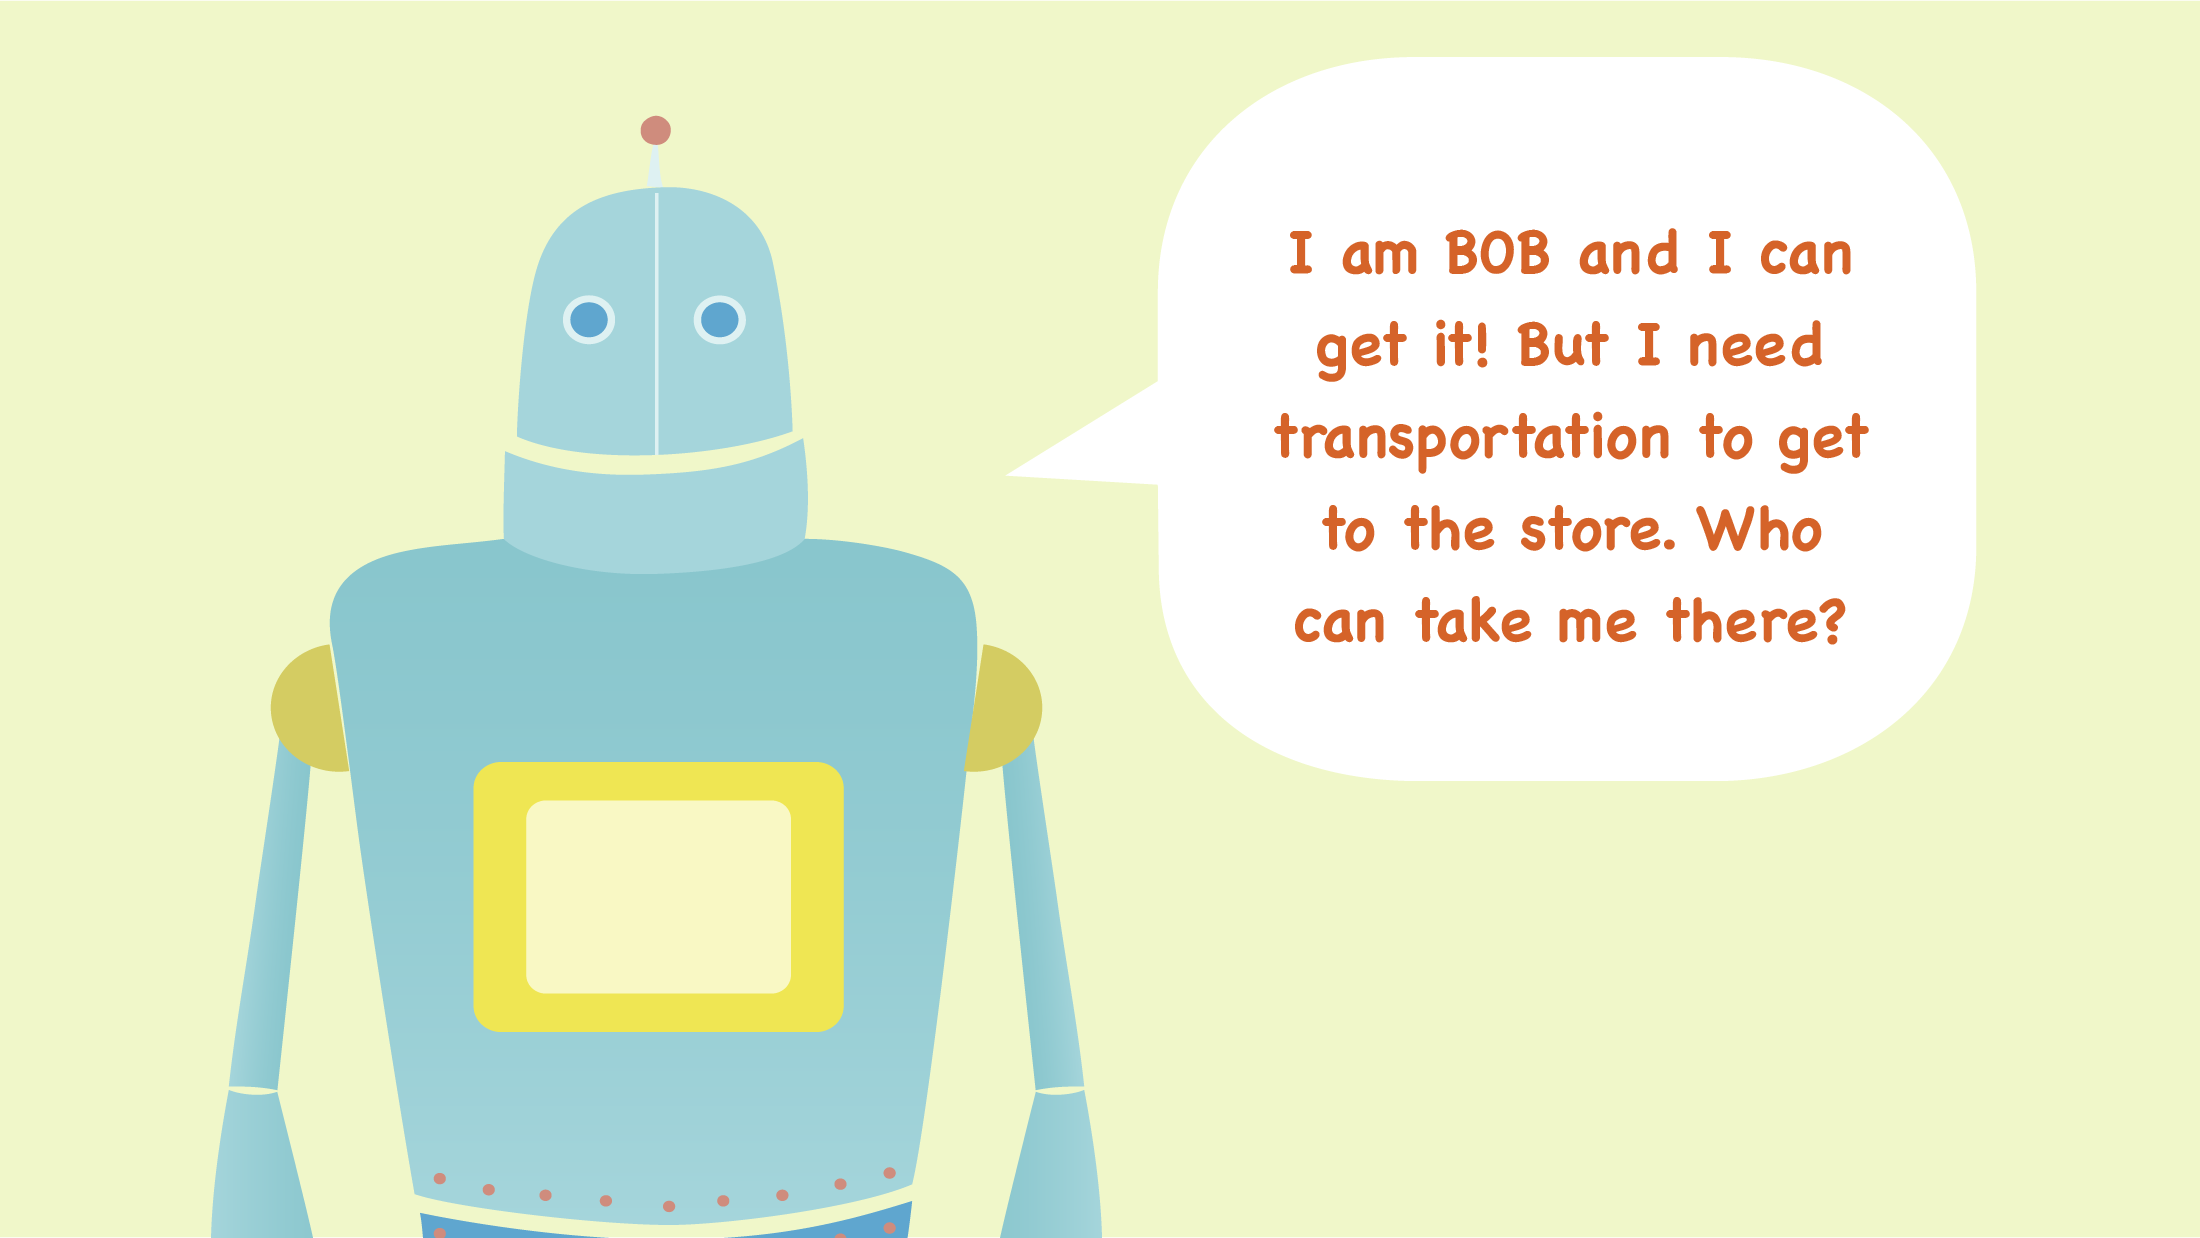 I am BOB and I can
get it! But I need
transportation to get
to the store. Who
can take me there?